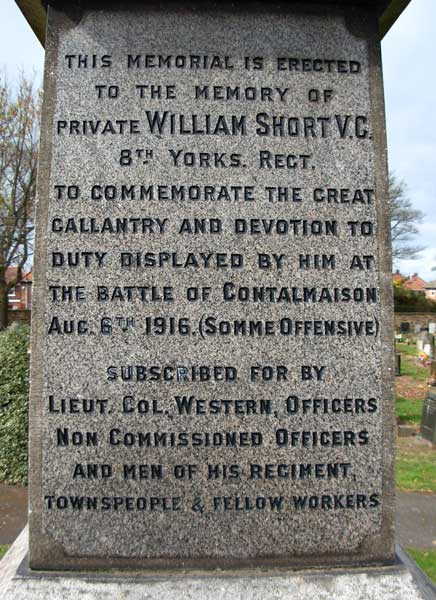 THIS MEMORIAL IS ERECTED
TO THE MEMORY OF
PRIVATE WILLIAM SHORT V.C.
8TH YORKS. REGT.
TO COMMEMORATE THE GREAT
GALLANTRY AND DEVOTION TO
DUTY DISPLAYED BY HIM AT
THE BATTLE OF CONTALMAISON
AUG. 6TH 1916. (SOMME OFFENSIVE)
SUBSCRIBED FOR BY
LIEUT. COL. WESTERN, OFFICERS
NON COMMISSIONED OFFICERS
AND MEN OF HIS REGIMENT,
TOWNSPEOPLE & FELLOW WORKERS